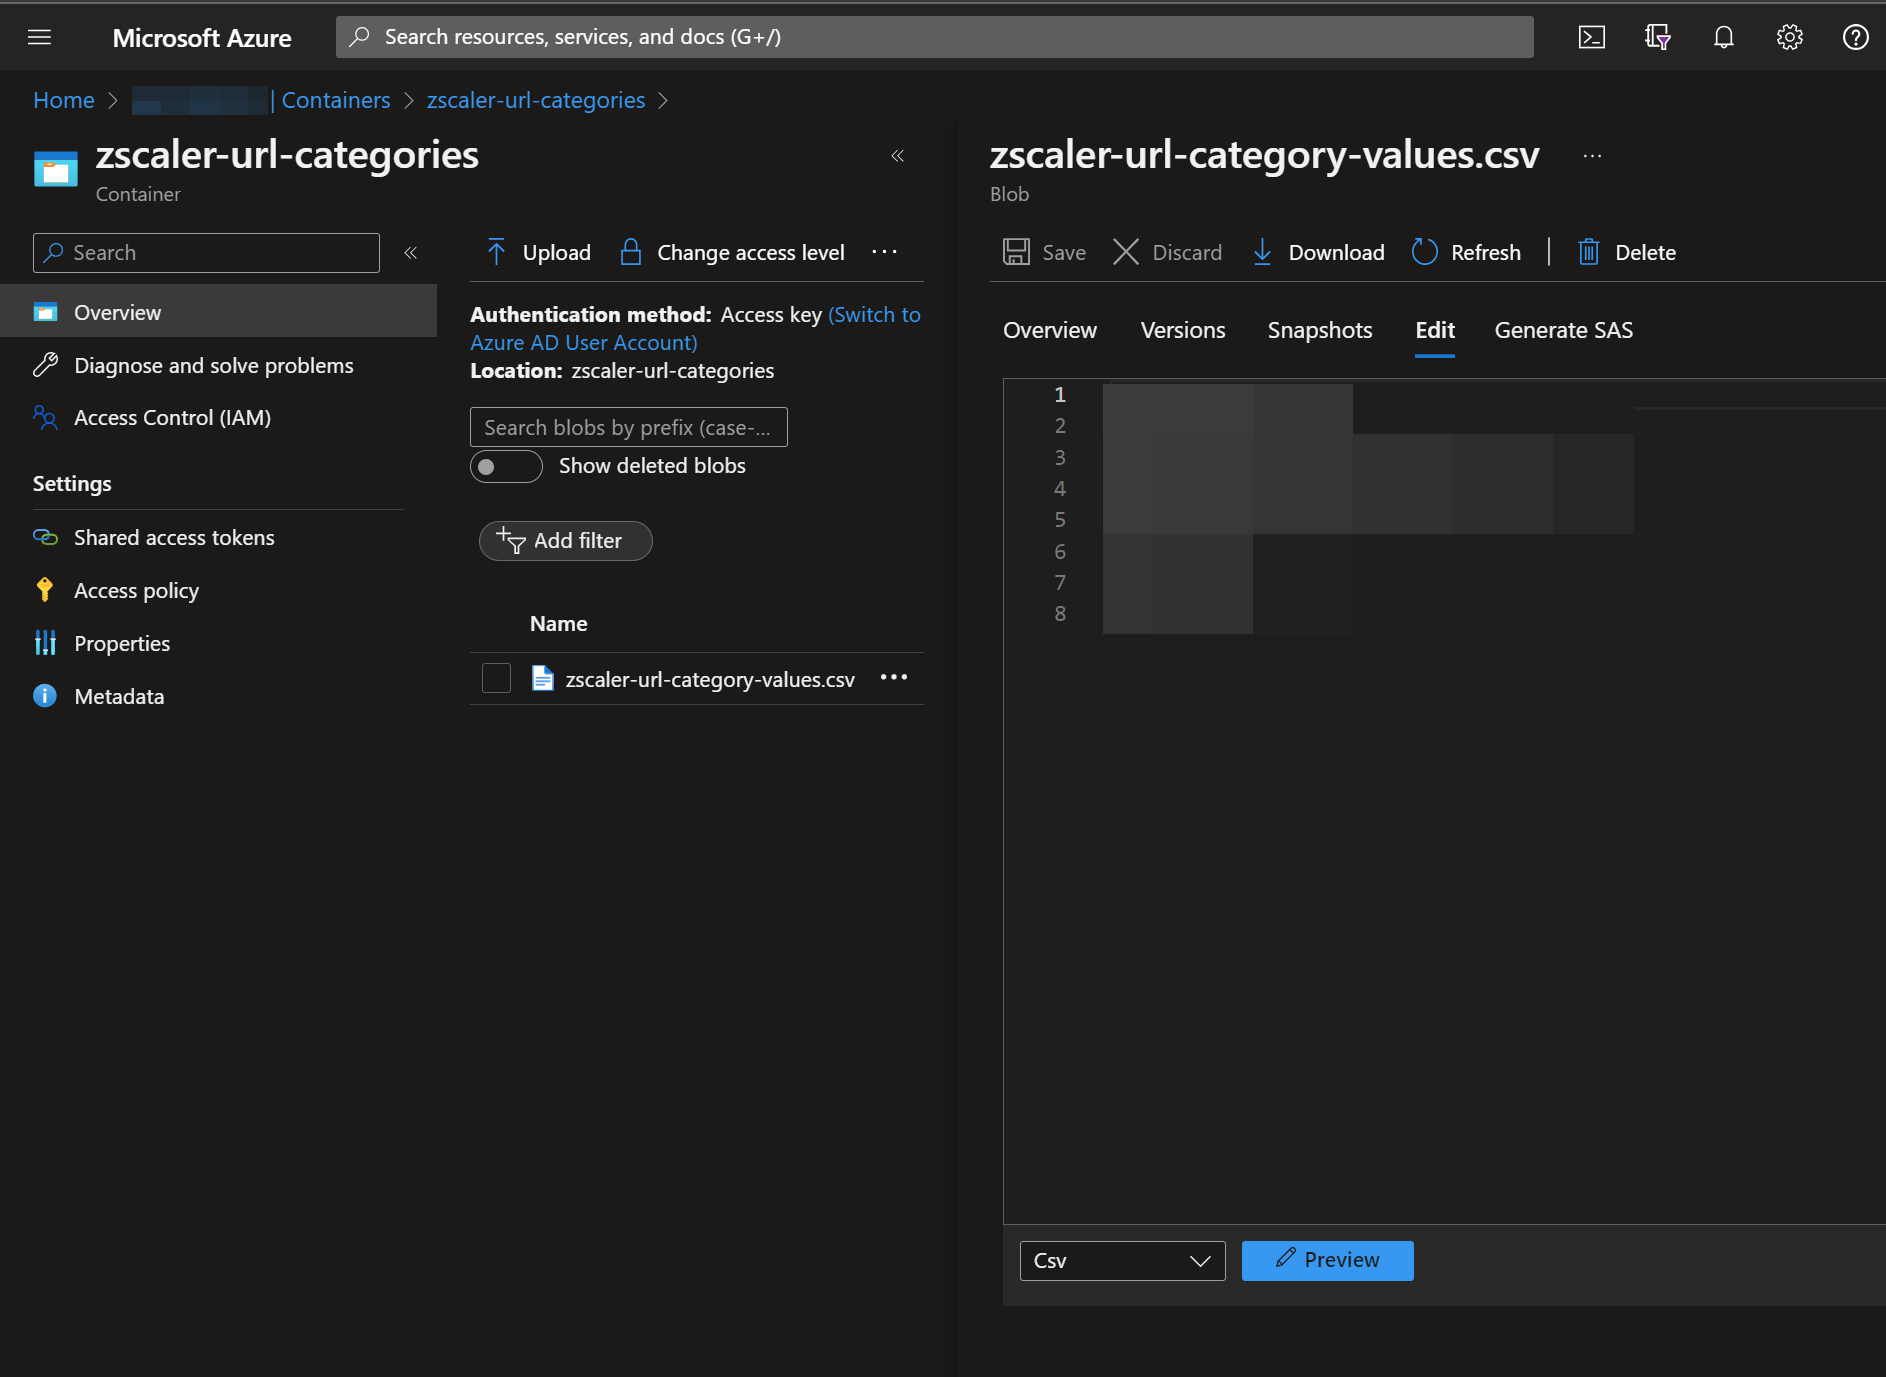 Microsoft Azure
Search resources, services, and docs (G+/)
Home
| Containers
zscaler-url-categories
zscaler-url-categories
Container
Search
Overview
Diagnose and solve problems
Access Control (IAM)
Settings
Shared access tokens
Access policy
Properties
Metadata
Upload
Change access level
Authentication method: Access key (Switch to
Azure AD User Account)
Location: zscaler-url-categories
Search blobs by prefix (case-...
Show deleted blobs
Add filter
Name
zscaler-url-category-values.csv
zscaler-url-category-values.csv
Blob
Save
Discard
Download
Refresh
Delete
Overview
Versions
Snapshots
Edit
Generate SAS
1
2
3
4
5
6
7
8
Csv
Preview